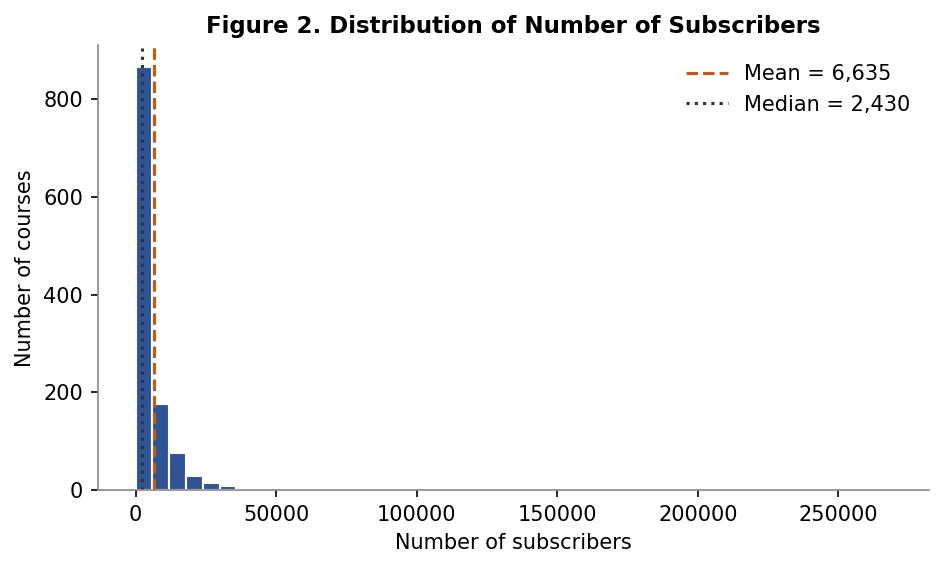 Figure 2. Distribution of Number of Subscribers
Mean = 6,635
Median = 2,430
Number of courses
800
600
400
200
0
0 50000 100000 150000 200000 250000
Number of subscribers